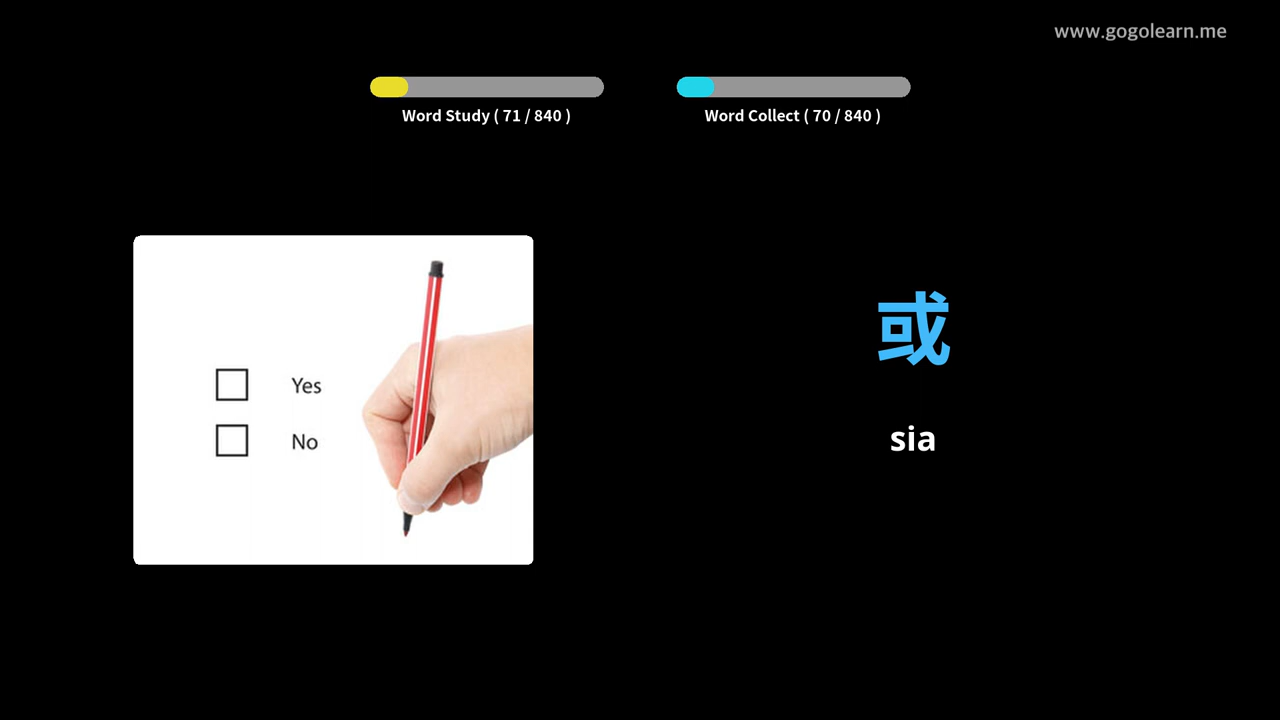 www.gogolearn.me
Word Study ( 71 / 840 )
Word Collect ( 70 / 840 )
Yes
No
或
sia